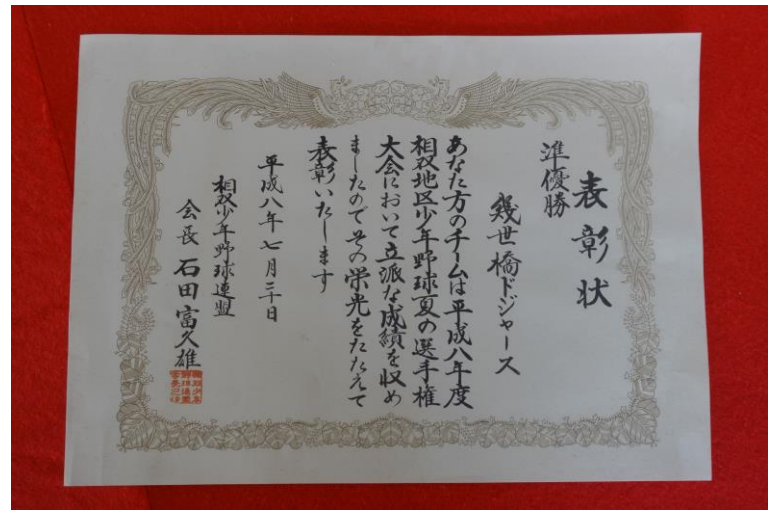 表彰状
準優勝
幾世橋ドジャース
あなた方のチームは平成八年度
相双地区少年野球夏の選手権
大会において立派な成績を収め
ましたのでその栄光をたたえて
表彰いたします
平成八年七月二十日
相双少年野球連盟
会長 石田富久雄